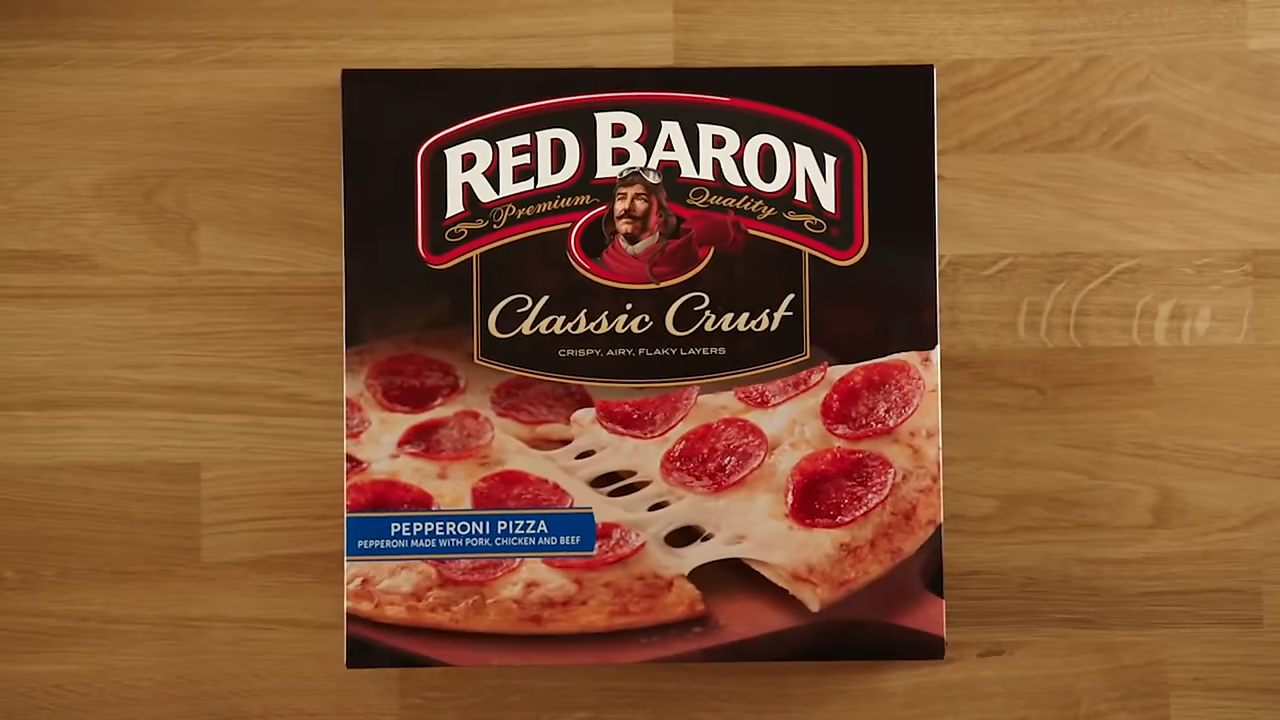 RED BARON
Premium Quality
Classic Crust
CRISPY, AIRY, FLAKY LAYERS
PEPPERONI PIZZA
PEPPERONI MADE WITH PORK, CHICKEN AND BEEF